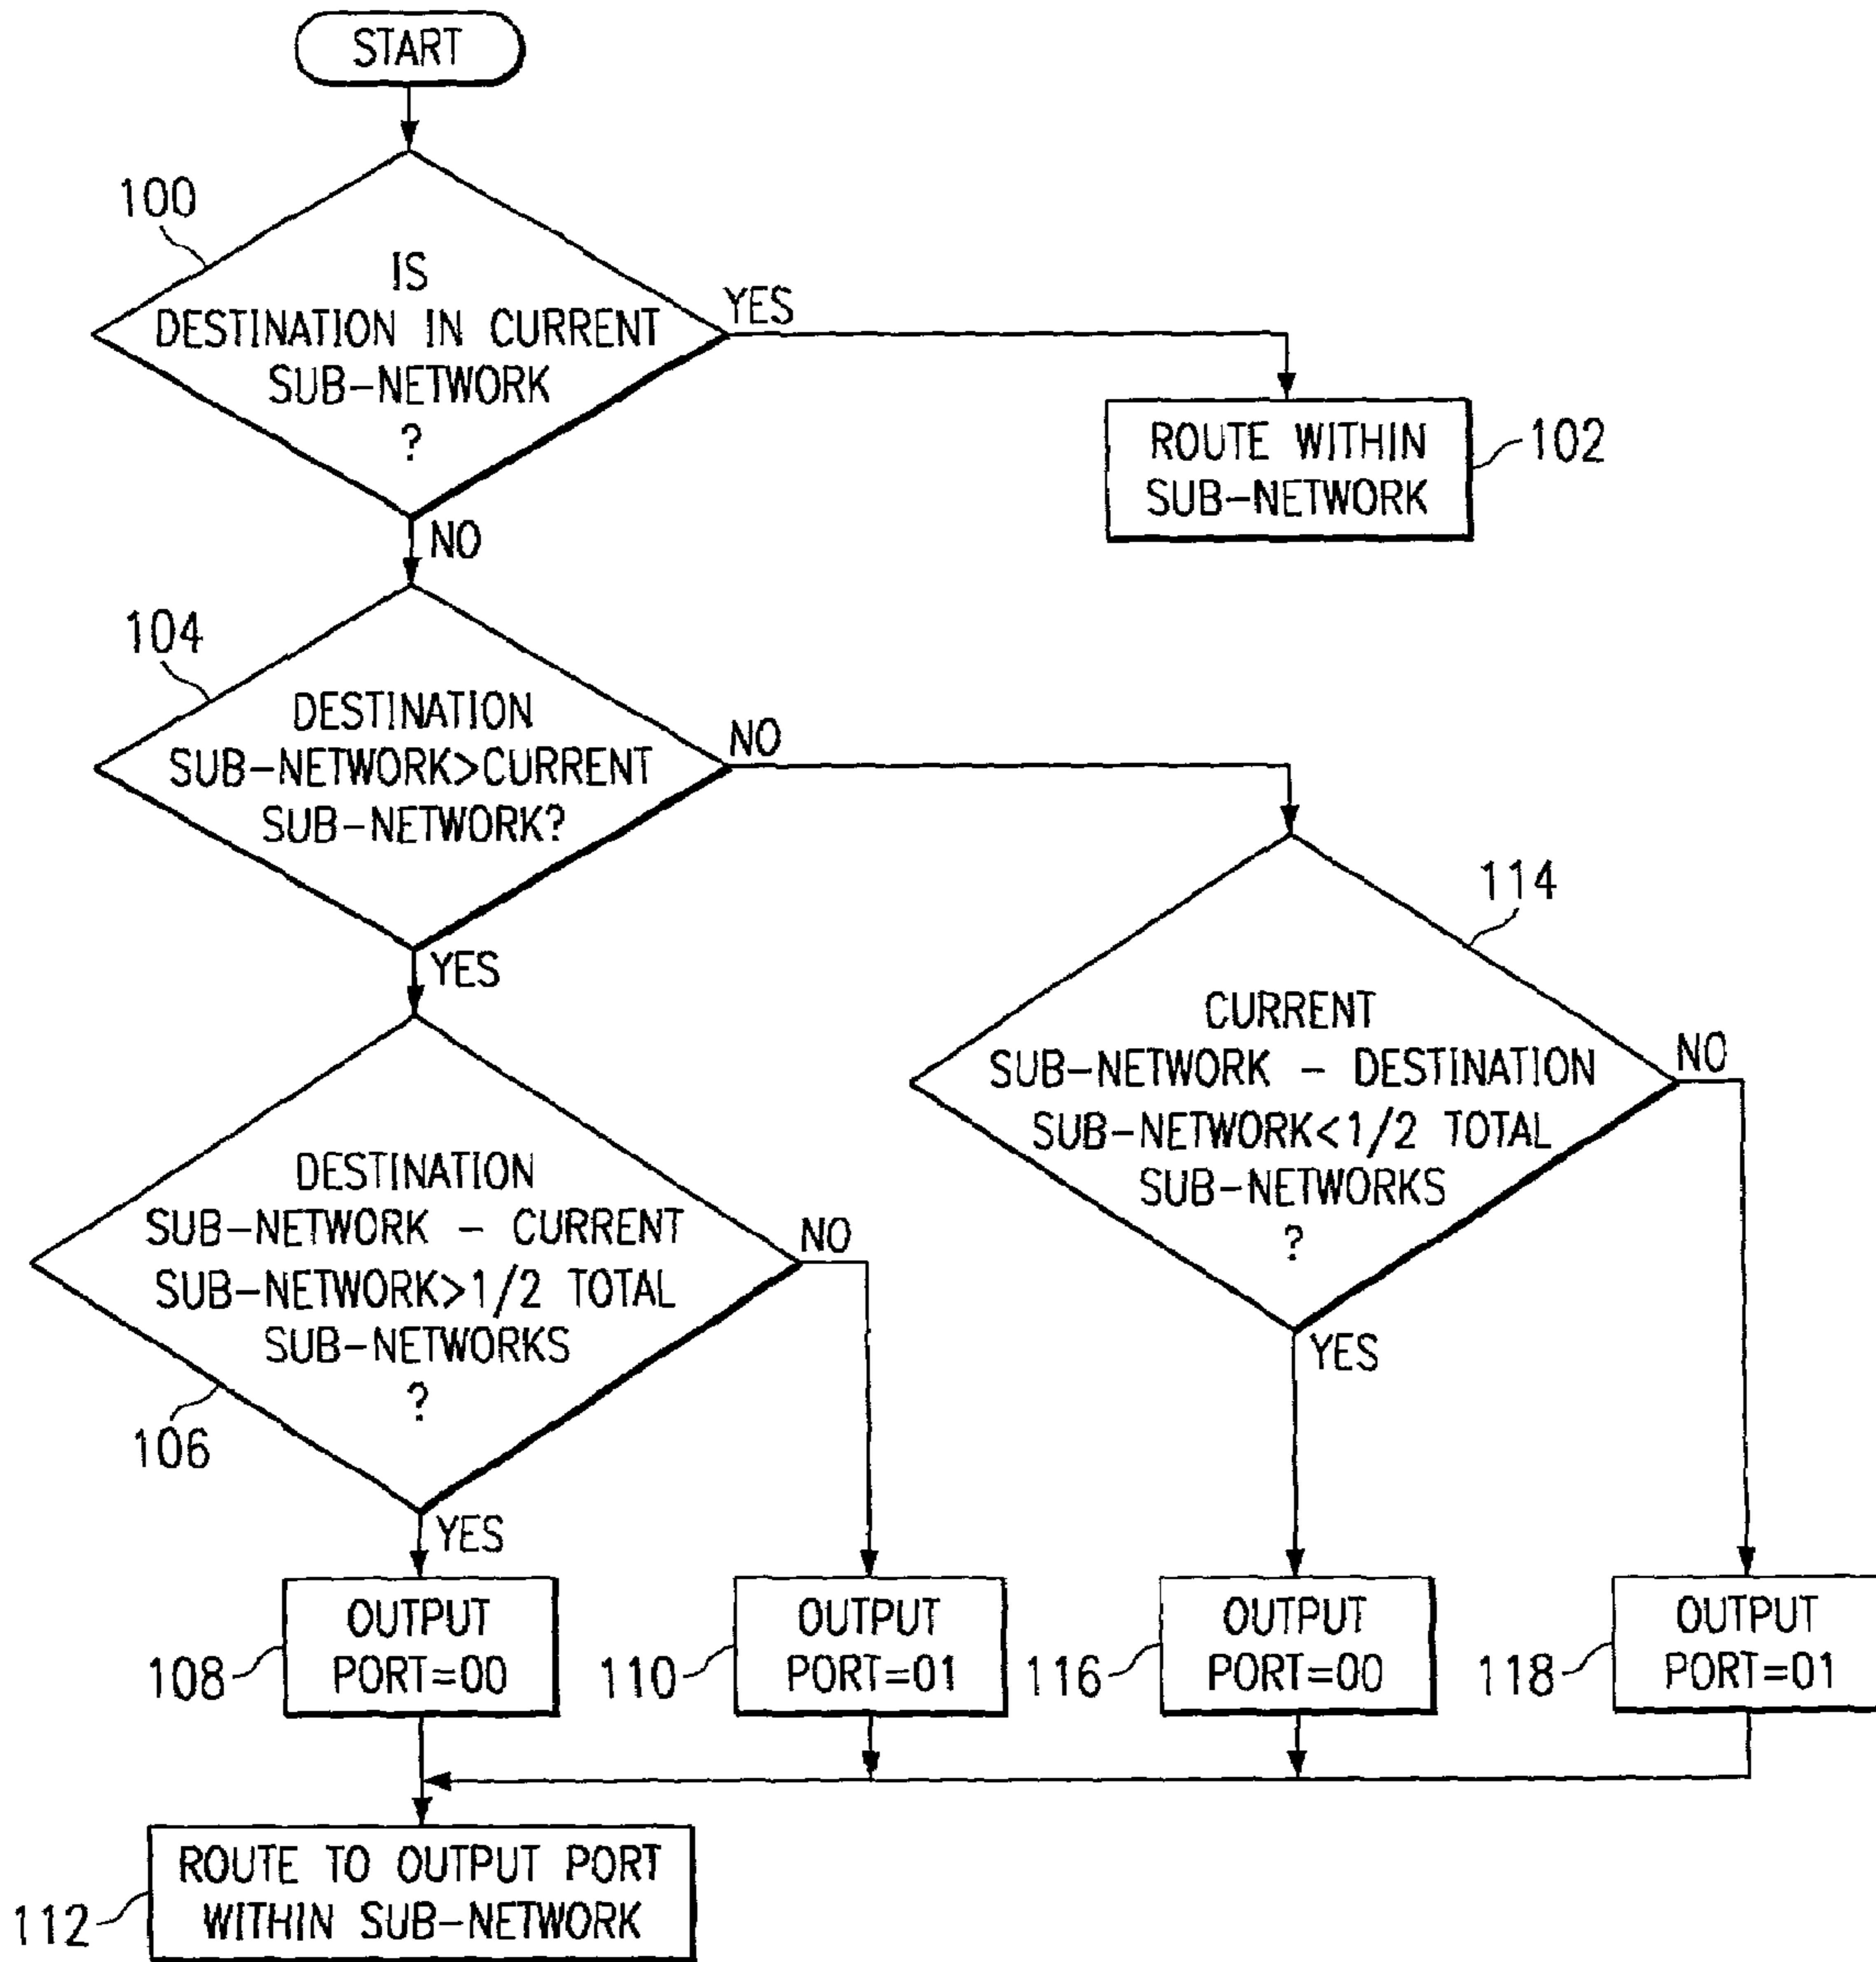 START
100
IS
DESTINATION IN CURRENT
SUB-NETWORK
?
YES
ROUTE WITHIN
SUB-NETWORK
102
NO
104
DESTINATION
SUB-NETWORK>CURRENT
SUB-NETWORK?
NO
YES
114
CURRENT
SUB-NETWORK - DESTINATION
SUB-NETWORK<1/2 TOTAL
SUB-NETWORKS
?
NO
YES
DESTINATION
SUB-NETWORK - CURRENT
SUB-NETWORK>1/2 TOTAL
SUB-NETWORKS
?
106
NO
YES
108
OUTPUT
PORT=00
110
OUTPUT
PORT=01
116
OUTPUT
PORT=00
118
OUTPUT
PORT=01
112
ROUTE TO OUTPUT PORT
WITHIN SUB-NETWORK